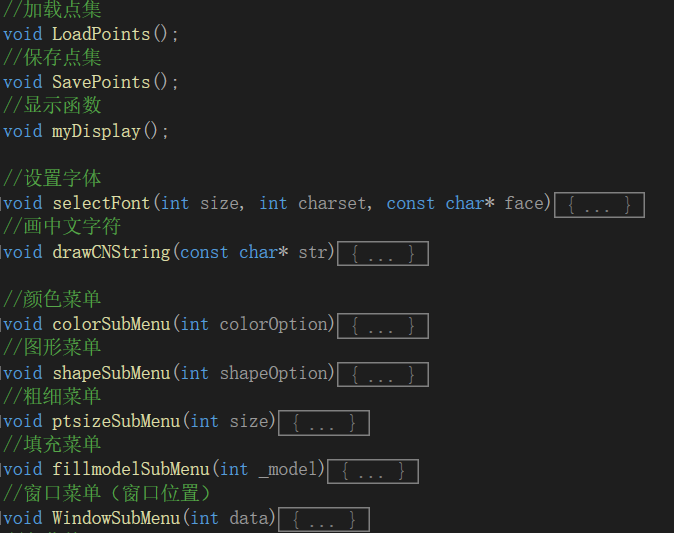 //加载点集
void LoadPoints();
//保存点集
void SavePoints();
//显示函数
void myDisplay();
//设置字体
void selectFont(int size, int charset, const char* face){ ... }
//画中文字符
void drawCNString(const char* str){ ... }
//颜色菜单
void colorSubMenu(int colorOption){ ... }
//图形菜单
void shapeSubMenu(int shapeOption){ ... }
//粗细菜单
void ptsizeSubMenu(int size){ ... }
//填充菜单
void fillmodelSubMenu(int _model){ ... }
//窗口菜单（窗口位置）
void WindowSubMenu(int data){ ... }